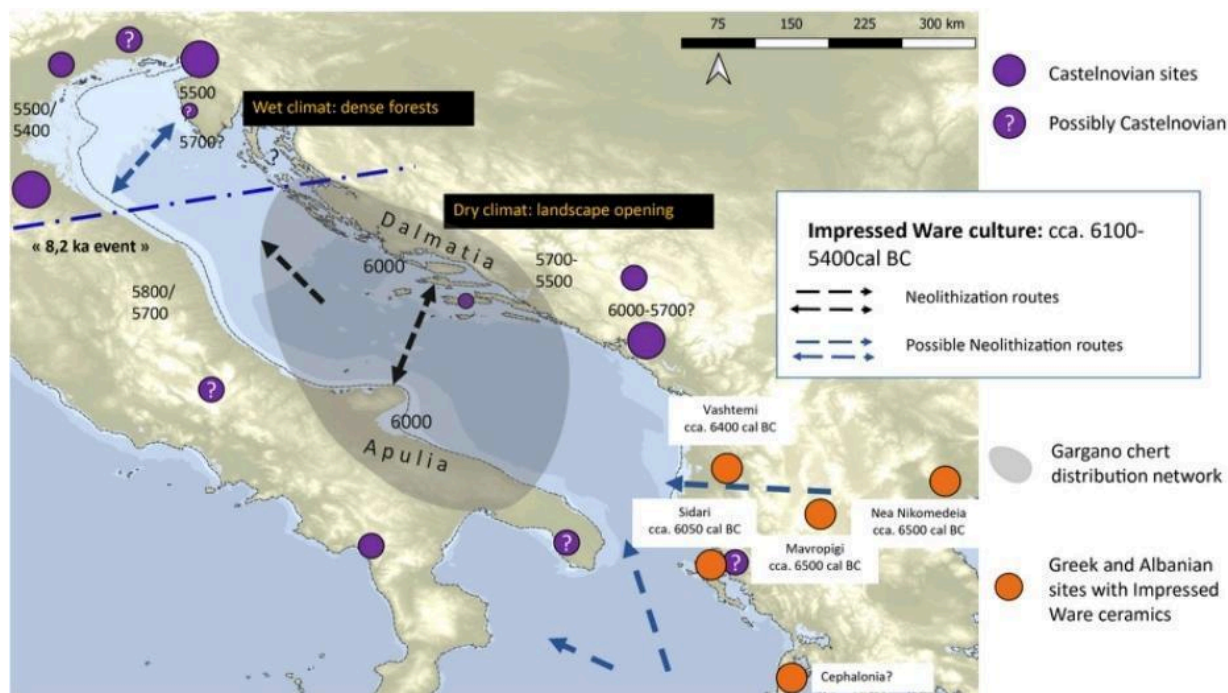 75 150 225 300 km
?
5500
5500/
5400
?
5700?
Wet climat: dense forests
?
Dry climat: landscape opening
« 8,2 ka event »
Dalmatia
6000
5700-
5500
6000-5700?
5800/
5700
?
6000
Apulia
Vashtemi
cca. 6400 cal BC
Sidari
cca. 6050 cal BC
Nea Nikomedeia
cca. 6500 cal BC
Mavropigi
cca. 6500 cal BC
?
?
Cephalonia?
Castelnovian sites
?
Possibly Castelnovian
Impressed Ware culture: cca. 6100-
5400cal BC
Neolithization routes
Possible Neolithization routes
Gargano chert
distribution network
Greek and Albanian
sites with Impressed
Ware ceramics